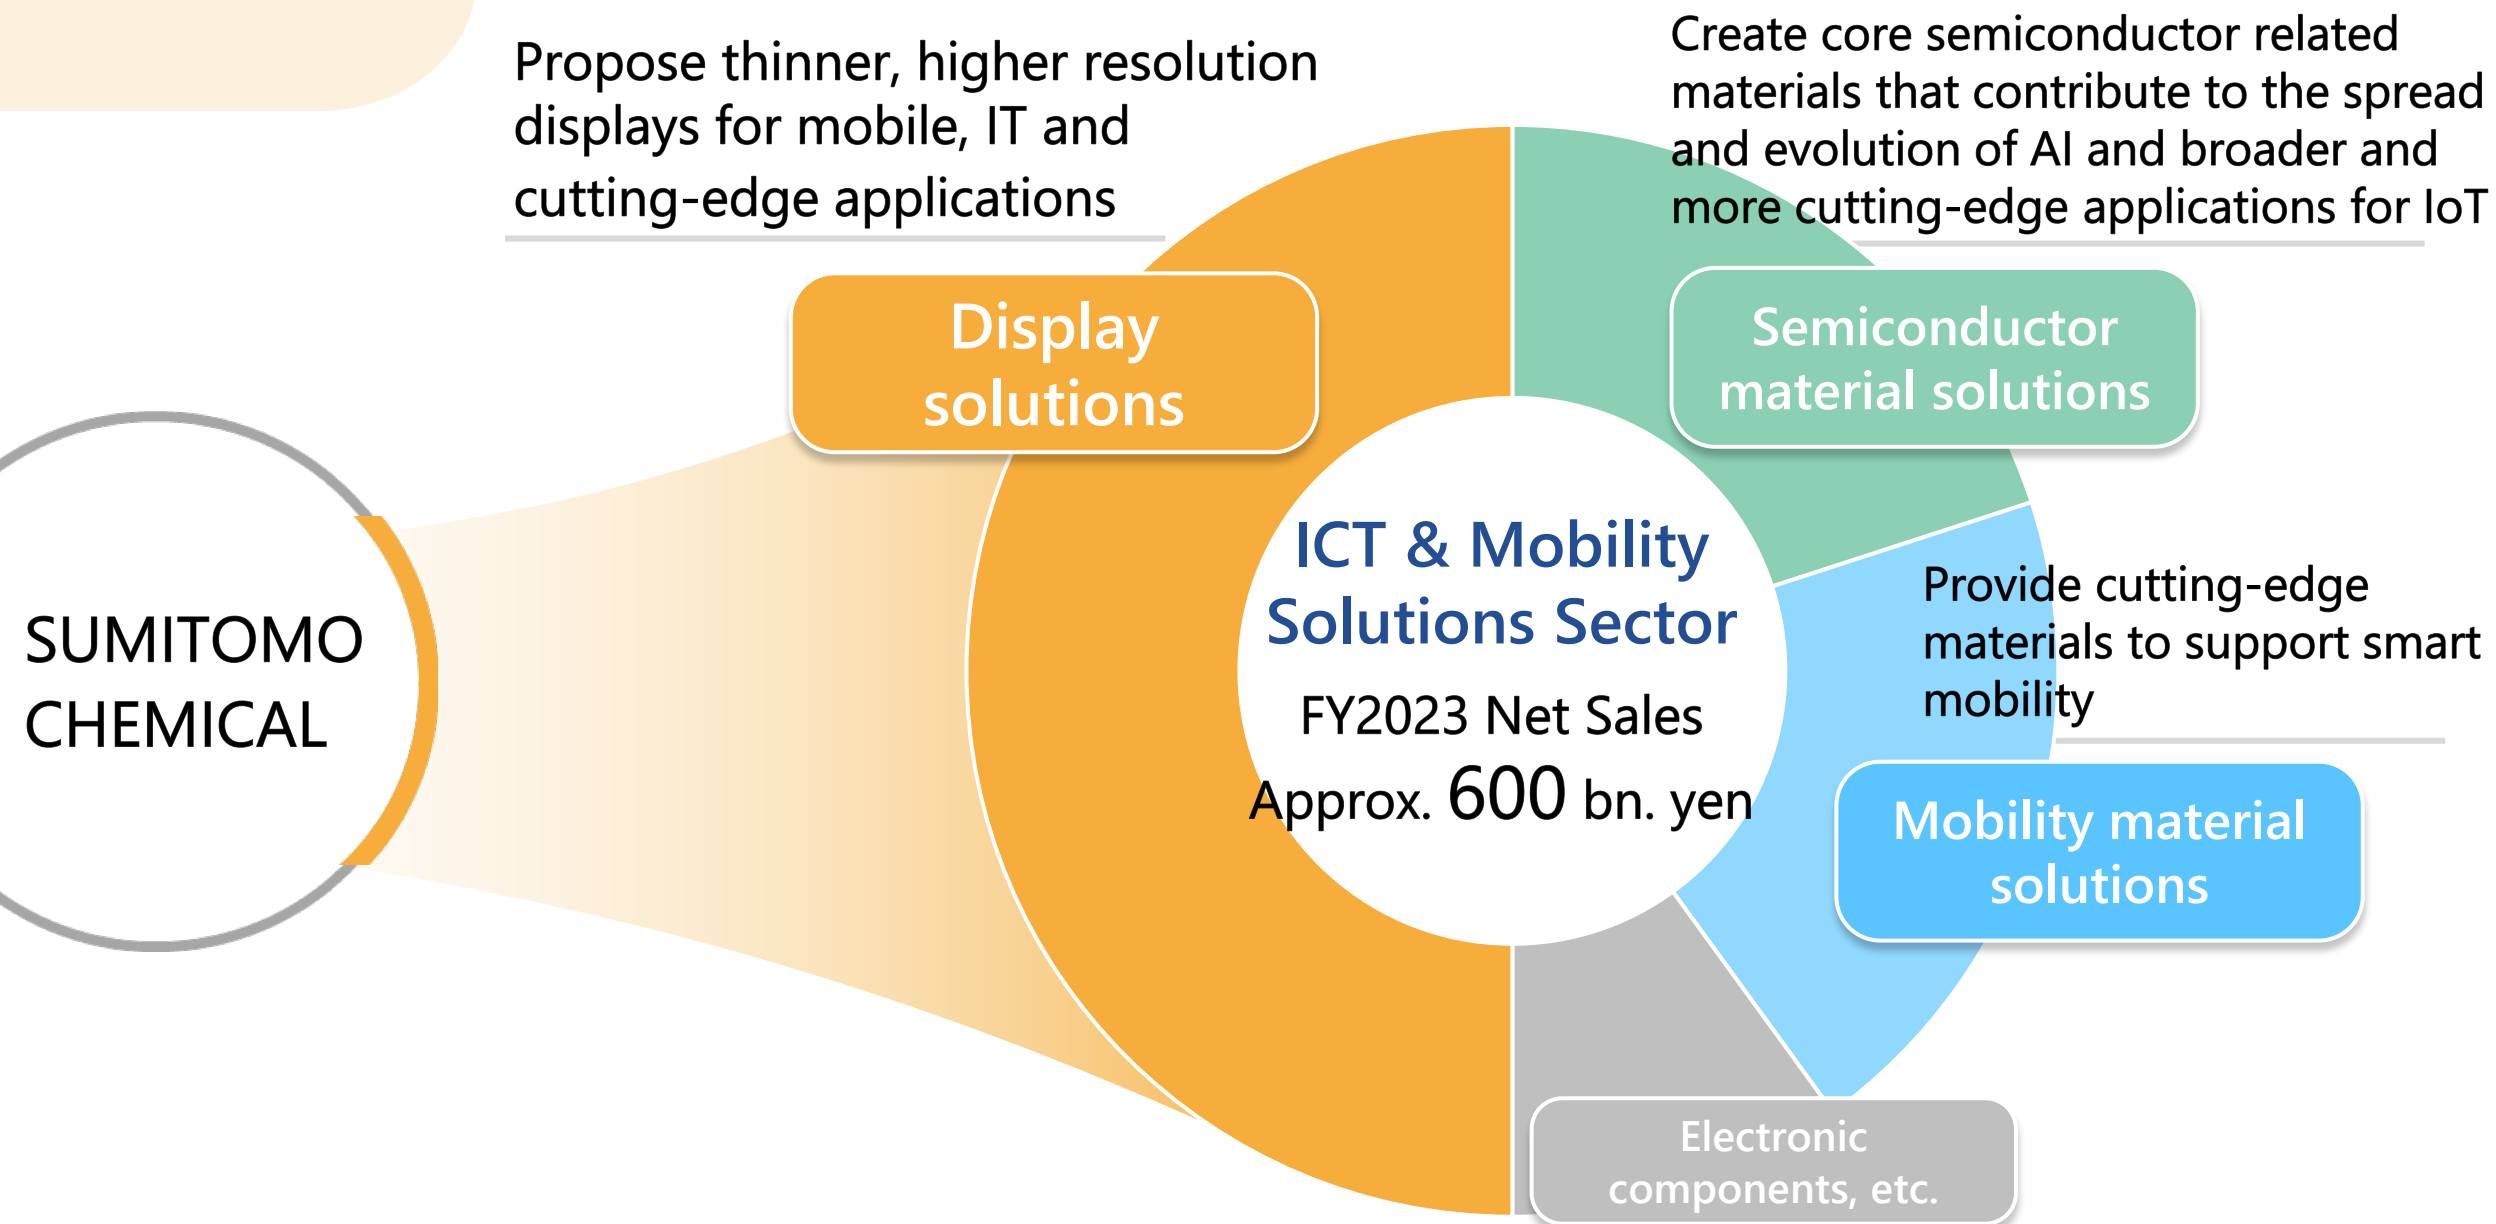 Propose thinner, higher resolution
displays for mobile, IT and
cutting-edge applications
Create core semiconductor related
materials that contribute to the spread
and evolution of AI and broader and
more cutting-edge applications for IoT
Display
solutions
Semiconductor
material solutions
SUMITOMO
CHEMICAL
ICT & Mobility
Solutions Sector
FY2023 Net Sales
Approx. 600 bn. yen
Provide cutting-edge
materials to support smart
mobility
Mobility material
solutions
Electronic
components, etc.